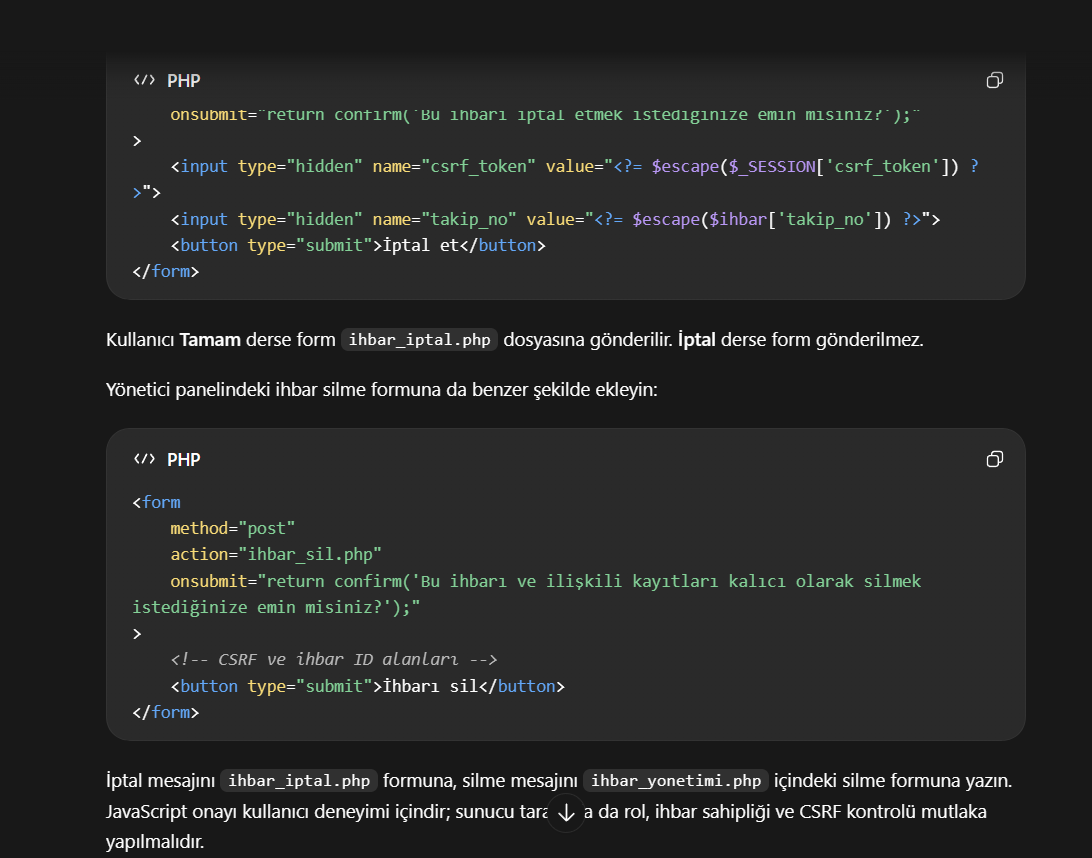 </> PHP
onsubmit="return confirm('Bu ihbarı iptal etmek istediğinize emin misiniz?');"
>
<input type="hidden" name="csrf_token" value="<?= $escape($_SESSION['csrf_token']) ?
>">
<input type="hidden" name="takip_no" value="<?= $escape($ihbar['takip_no']) ?>">
<button type="submit">İptal et</button>
</form>
Kullanıcı Tamam derse form ihbar_iptal.php dosyasına gönderilir. İptal derse form gönderilmez.
Yönetici panelindeki ihbar silme formuna da benzer şekilde ekleyin:
</> PHP
<form
method="post"
action="ihbar_sil.php"
onsubmit="return confirm('Bu ihbarı ve ilişkili kayıtları kalıcı olarak silmek
istediğinize emin misiniz?');"
>
<!-- CSRF ve ihbar ID alanları -->
<button type="submit">İhbarı sil</button>
</form>
İptal mesajını ihbar_iptal.php formuna, silme mesajını ihbar_yonetimi.php içindeki silme formuna yazın.
JavaScript onayı kullanıcı deneyimi içindir; sunucu da rol, ihbar sahipliği ve CSRF kontrolü mutlaka
yapılmalıdır.